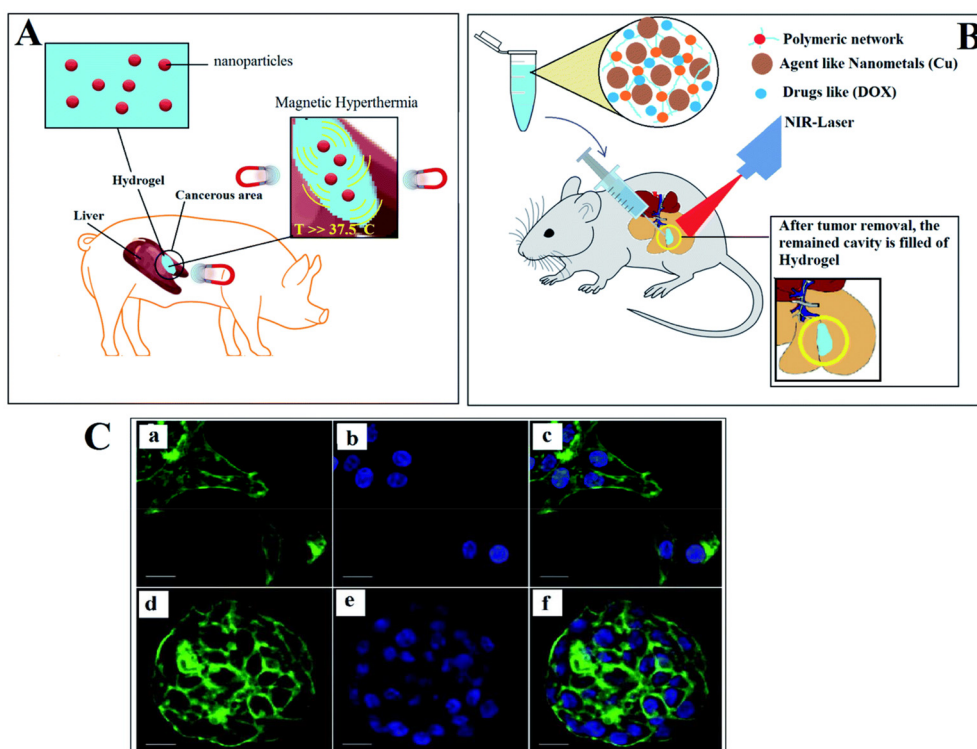 A
nanoparticles
Magnetic Hyperthermia
Hydrogel
Cancerous area
Liver
T >> 37.5 °C
B
Polymeric network
Agent like Nanometals (Cu)
Drugs like (DOX)
NIR-Laser
After tumor removal, the
remained cavity is filled of
Hydrogel
C
a
b
c
d
e
f